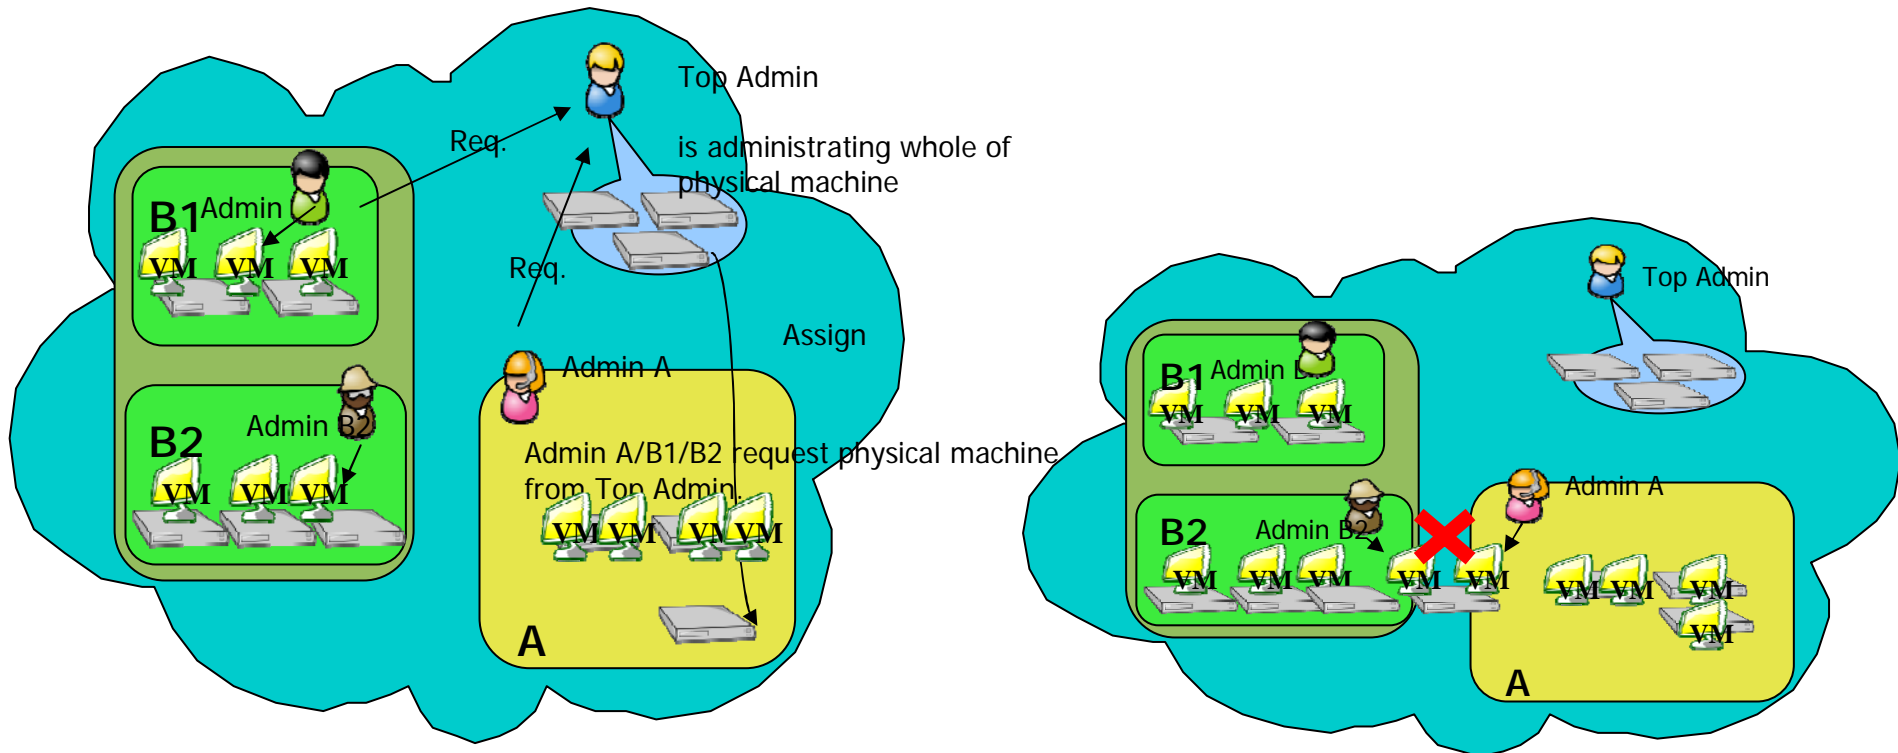 Top Admin
Req.
is administrating whole of
physical machine
B1
Admin
VM
VM
VM
Req.
Assign
Admin A
B2
Admin B2
VM
VM
VM
Admin A/B1/B2 request physical machine
from Top Admin.
VM
VM
VM
VM
A
Top Admin
B1
Admin B
VM
VM
VM
Admin A
B2
Admin B2
VM
VM
VM
VM
VM
VM
VM
VM
VM
A